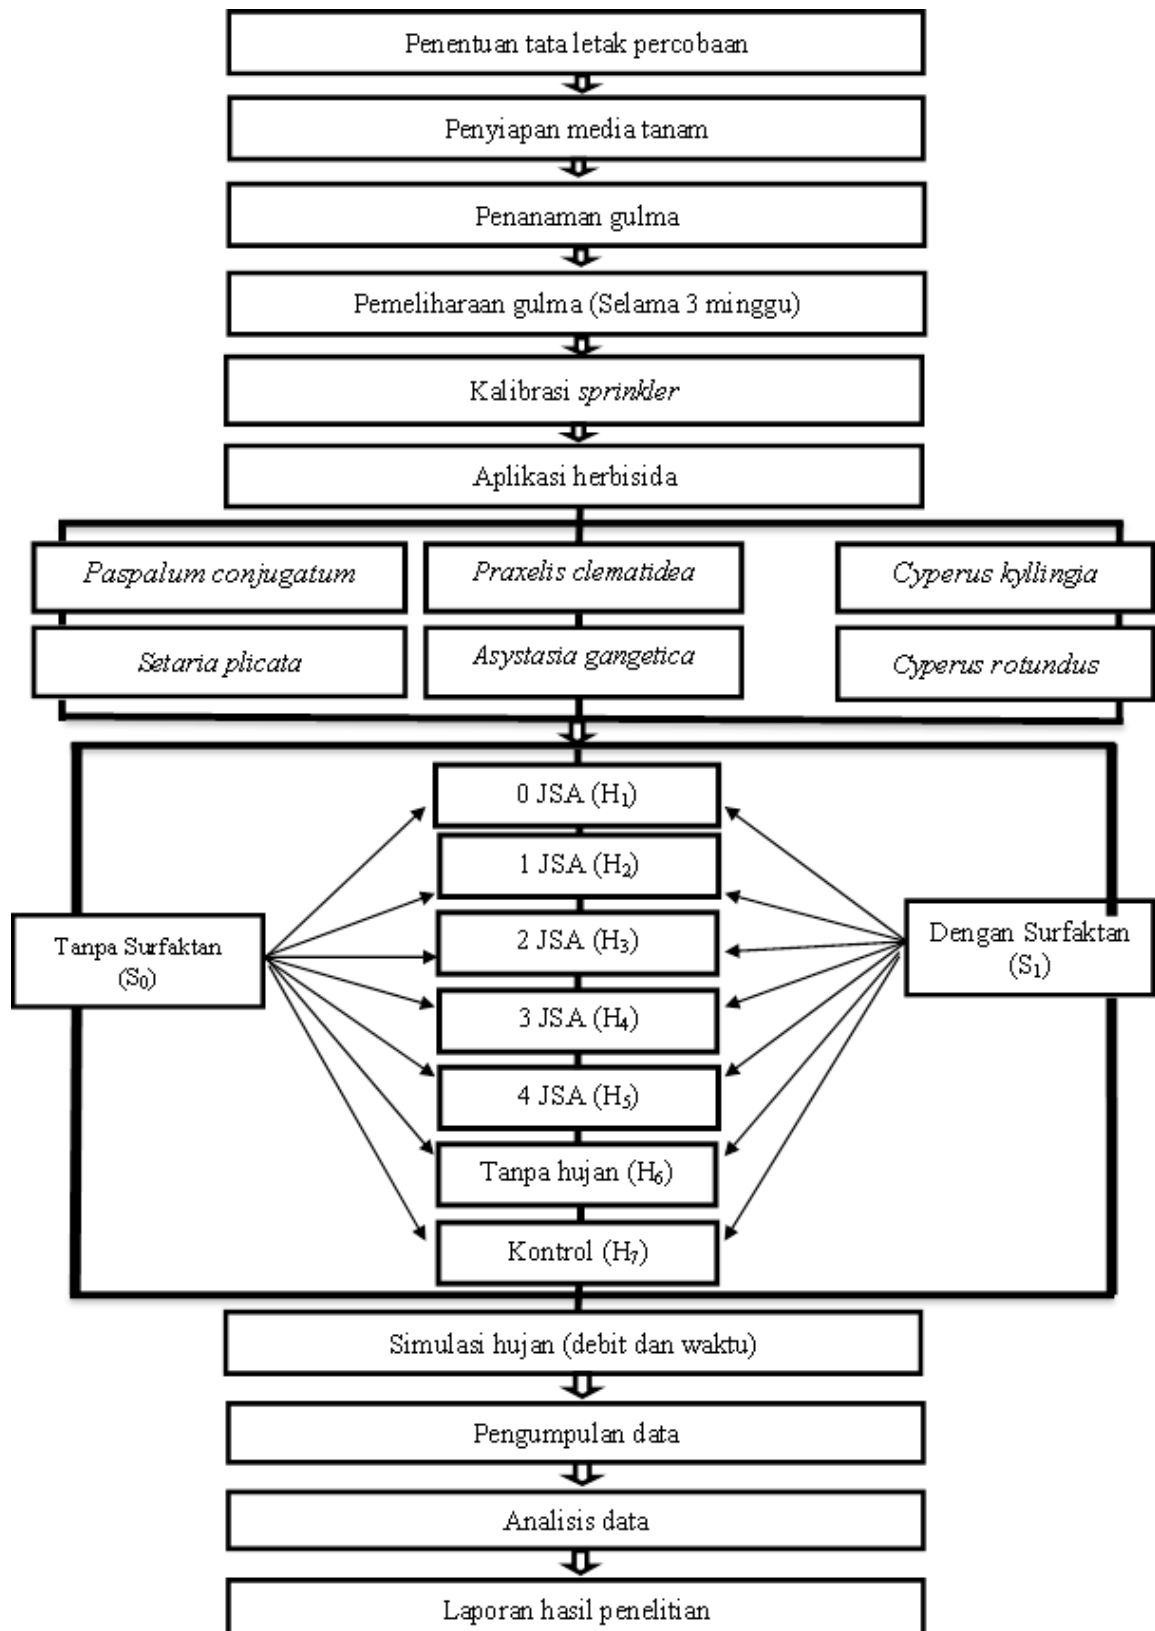 Penentuan tata letak percobaan
Penyiapan media tanam
Penanaman gulma
Pemeliharaan gulma (Selama 3 minggu)
Kalibrasi sprinkler
Aplikasi herbisida
Paspalum conjugatum
Praxelis clematidea
Cyperus kyllingia
Setaria plicata
Asystasia gangetica
Cyperus rotundus
0 JSA (H₁)
1 JSA (H₂)
2 JSA (H₃)
3 JSA (H₄)
4 JSA (H₅)
Tanpa hujan (H₆)
Kontrol (H₇)
Tanpa Surfaktan
(S₀)
Dengan Surfaktan
(S₁)
Simulasi hujan (debit dan waktu)
Pengumpulan data
Analisis data
Laporan hasil penelitian